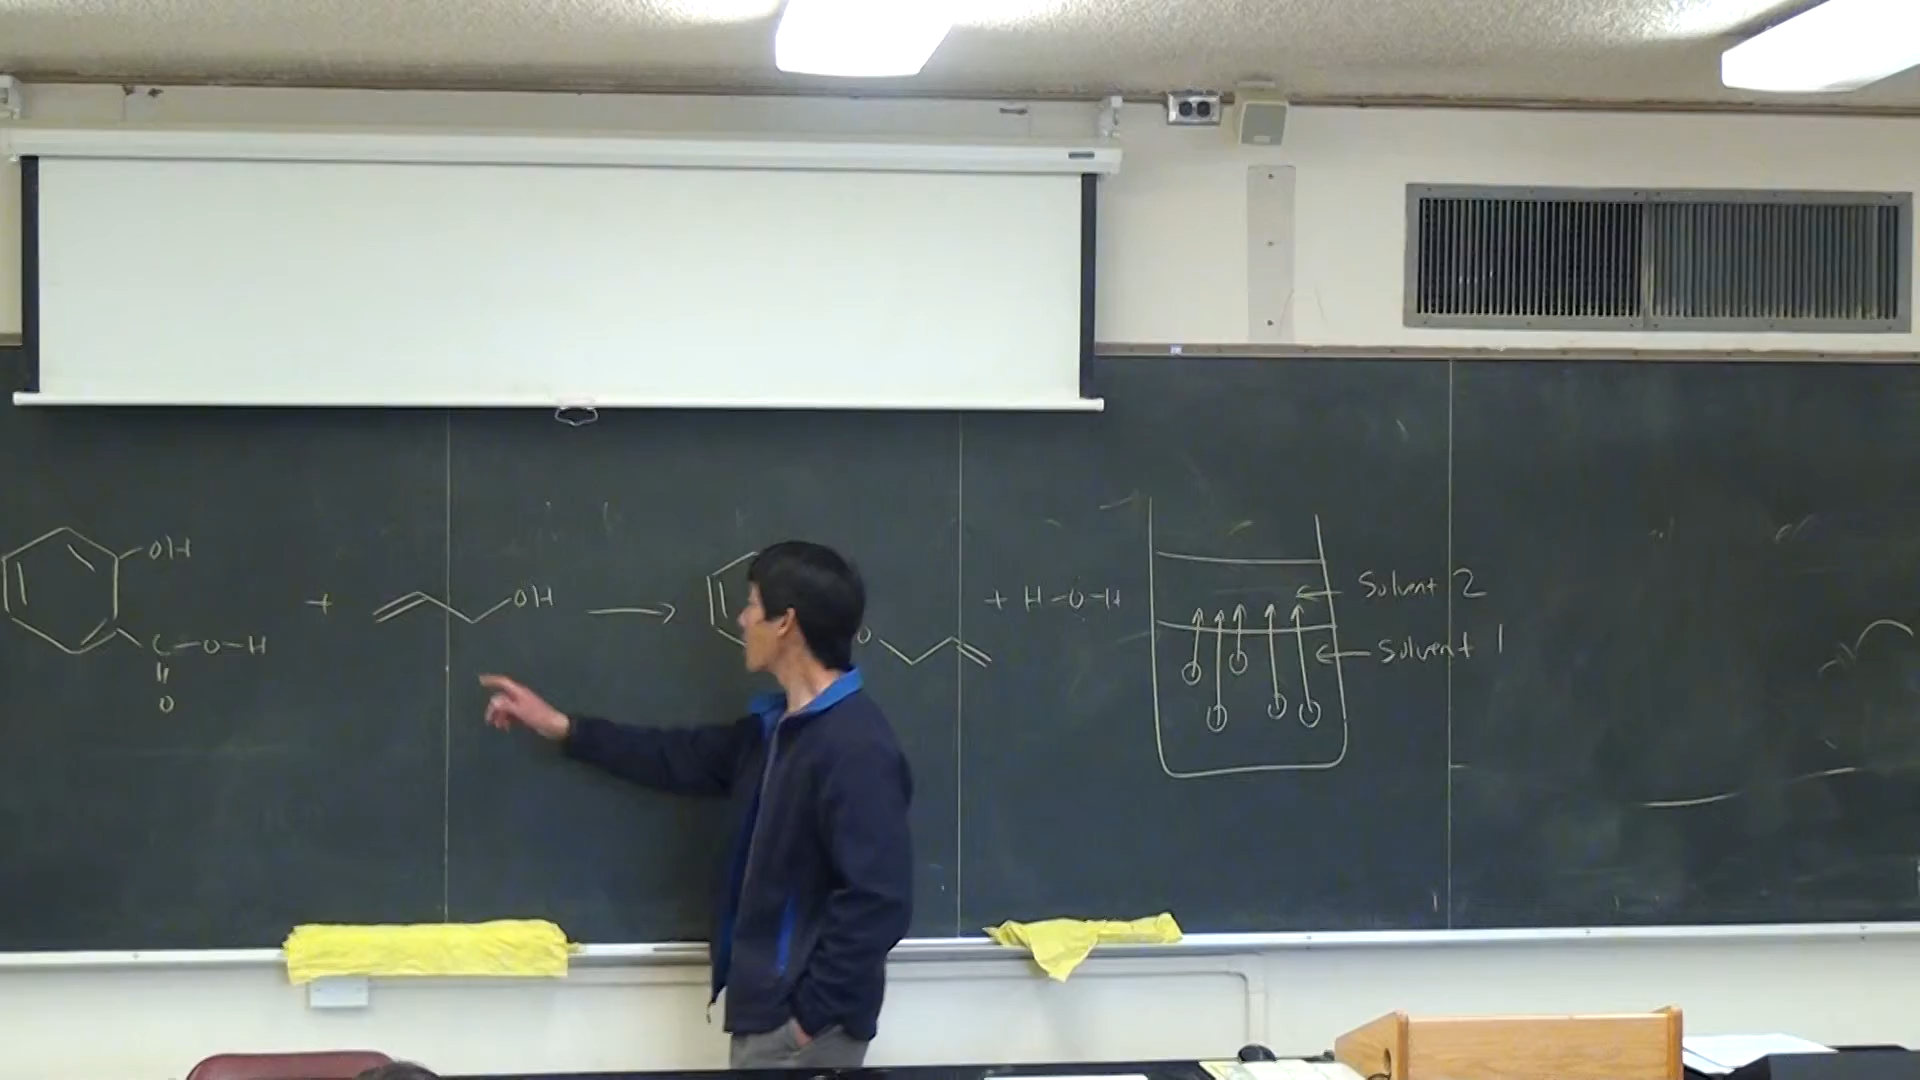 OH
C-O-H
O
+
OH
O
+ H-O-H
Solvent 2
Solvent 1